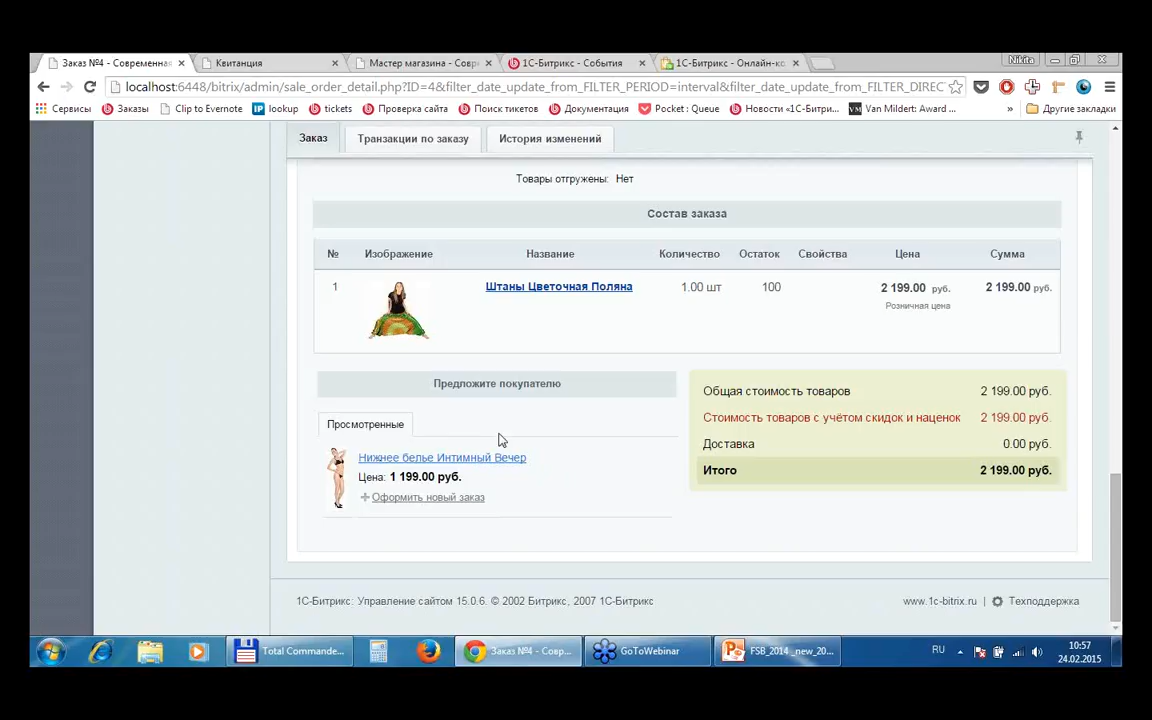 Заказ №4 - Современная
Квитанция
Мастер магазина - Совр
1С-Битрикс - События
1С-Битрикс - Онлайн-ко
Nikita
localhost:6448/bitrix/admin/sale_order_detail.php?ID=4&filter_date_update_from_FILTER_PERIOD=interval&filter_date_update_from_FILTER_DIREC
Сервисы
Заказы
Clip to Evernote
lookup
tickets
Проверка сайта
Поиск тикетов
Документация
Pocket : Queue
Новости «1С-Битри...
Van Mildert: Award ...
»
Другие закладки
Заказ
Транзакции по заказу
История изменений
Товары отгружены: Нет
Состав заказа
№ Изображение Название Количество Остаток Свойства Цена Сумма
1 Штаны Цветочная Поляна 1.00 шт 100 2 199.00 руб. 2 199.00 руб.
Розничная цена
Предложите покупателю
Просмотренные
Нижнее белье Интимный Вечер
Цена: 1 199.00 руб.
Оформить новый заказ
Общая стоимость товаров 2 199.00 руб.
Стоимость товаров с учётом скидок и наценок 2 199.00 руб.
Доставка 0.00 руб.
Итого 2 199.00 руб.
1С-Битрикс: Управление сайтом 15.0.6. © 2002 Битрикс, 2007 1С-Битрикс
www.1c-bitrix.ru | Техподдержка
Total Commande...
Заказ №4 - Совр...
GoToWebinar
FSB_2014_new_20...
RU
10:57
24.02.2015